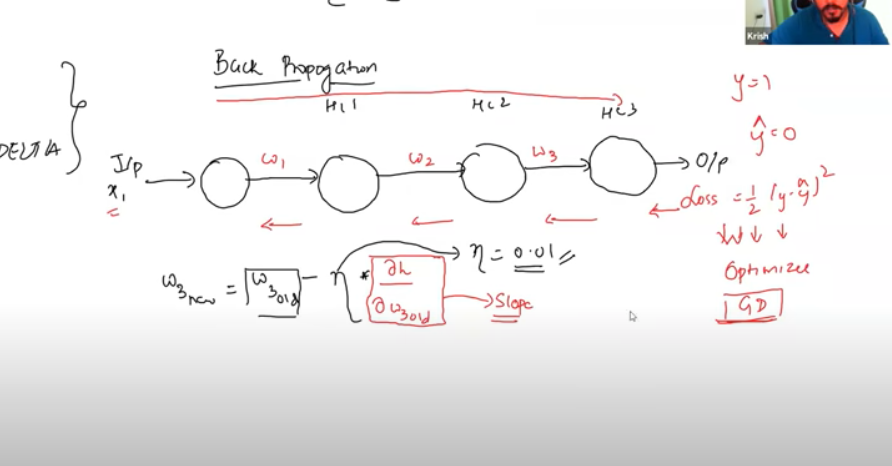 Krish
Back Propogation
y=1
HL1 HL2 HL3
ŷ=0
DELTA
I/p w₁ w₂ w₃ O/p
x₁
Loss = 1/2 (y-ŷ)²
η = 0.01
Optimizer
w₃new = w₃old - η * ∂L/∂w₃old → Slope
GD